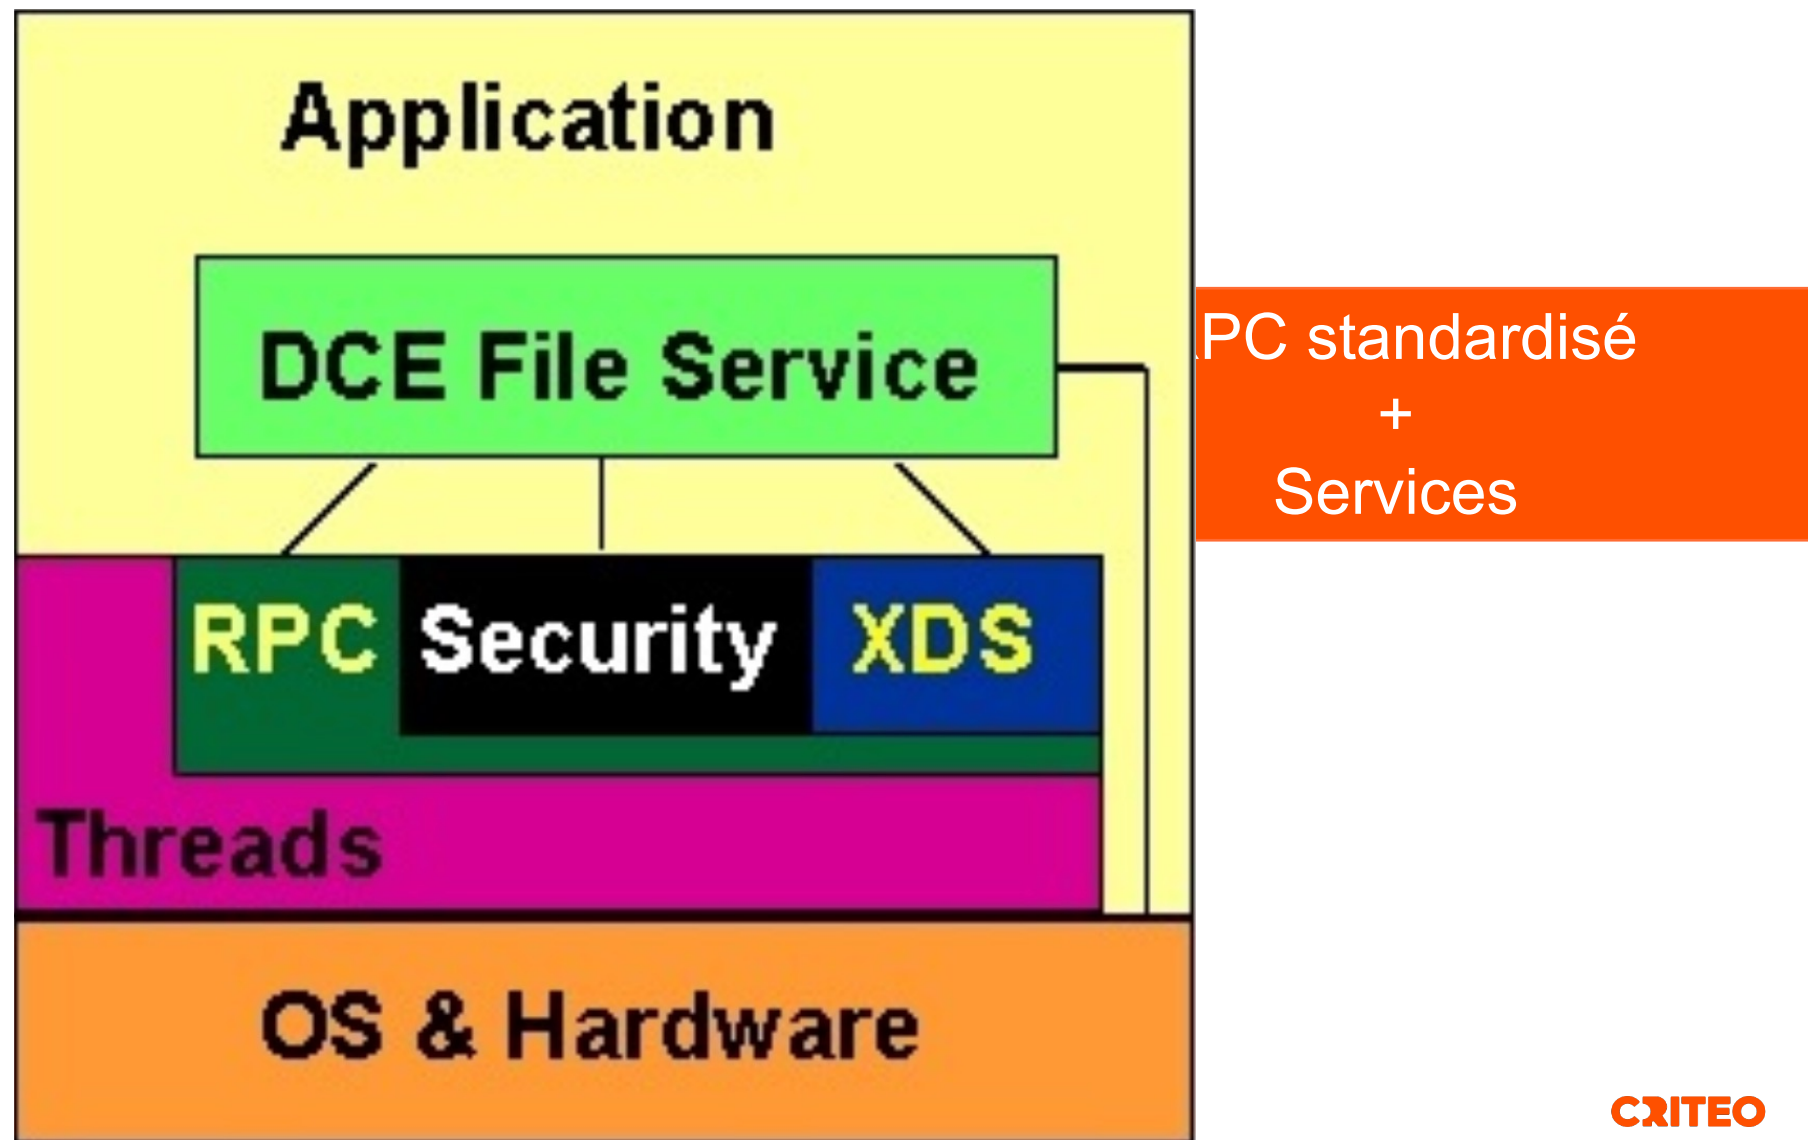 Application
DCE File Service
PC standardisé
+
Services
RPC Security XDS
Threads
OS & Hardware
CRITEO